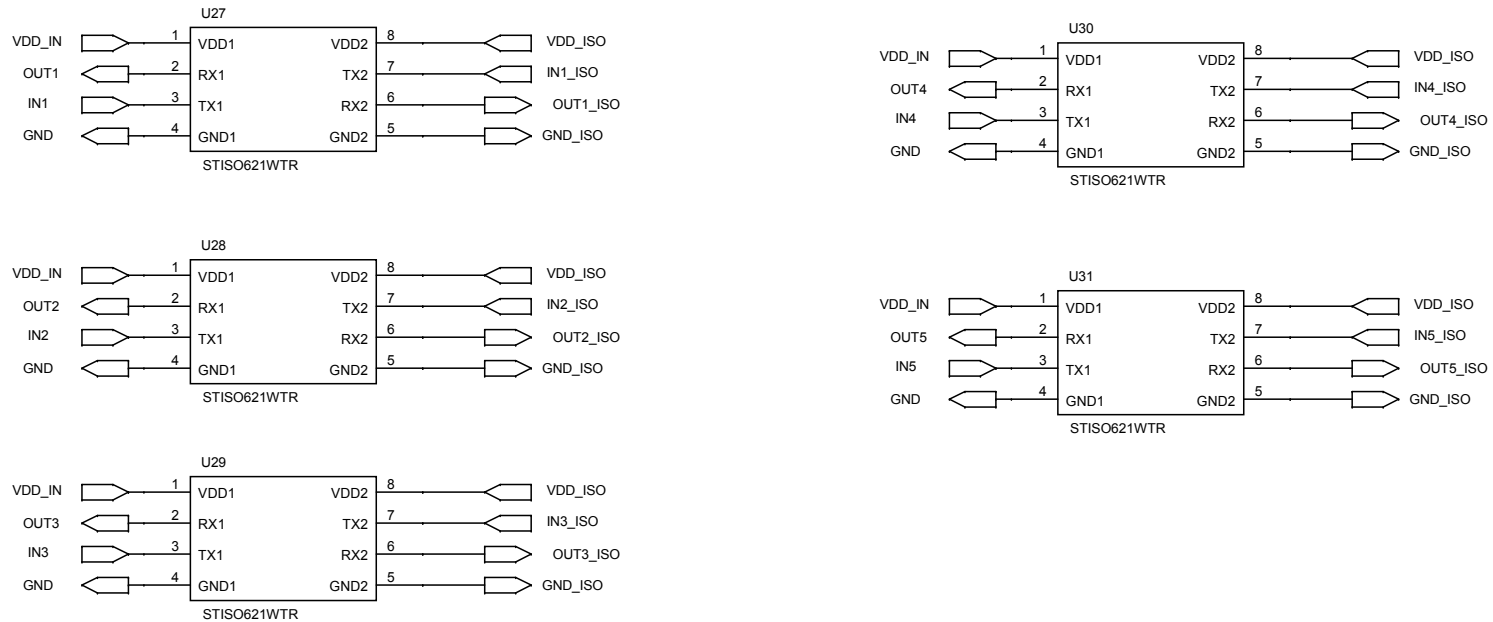 U27
VDD_IN 1 VDD1 VDD2 8 VDD_ISO
OUT1 2 RX1 TX2 7 IN1_ISO
IN1 3 TX1 RX2 6 OUT1_ISO
GND 4 GND1 GND2 5 GND_ISO
STISO621WTR
U28
VDD_IN 1 VDD1 VDD2 8 VDD_ISO
OUT2 2 RX1 TX2 7 IN2_ISO
IN2 3 TX1 RX2 6 OUT2_ISO
GND 4 GND1 GND2 5 GND_ISO
STISO621WTR
U29
VDD_IN 1 VDD1 VDD2 8 VDD_ISO
OUT3 2 RX1 TX2 7 IN3_ISO
IN3 3 TX1 RX2 6 OUT3_ISO
GND 4 GND1 GND2 5 GND_ISO
STISO621WTR
U30
VDD_IN 1 VDD1 VDD2 8 VDD_ISO
OUT4 2 RX1 TX2 7 IN4_ISO
IN4 3 TX1 RX2 6 OUT4_ISO
GND 4 GND1 GND2 5 GND_ISO
STISO621WTR
U31
VDD_IN 1 VDD1 VDD2 8 VDD_ISO
OUT5 2 RX1 TX2 7 IN5_ISO
IN5 3 TX1 RX2 6 OUT5_ISO
GND 4 GND1 GND2 5 GND_ISO
STISO621WTR